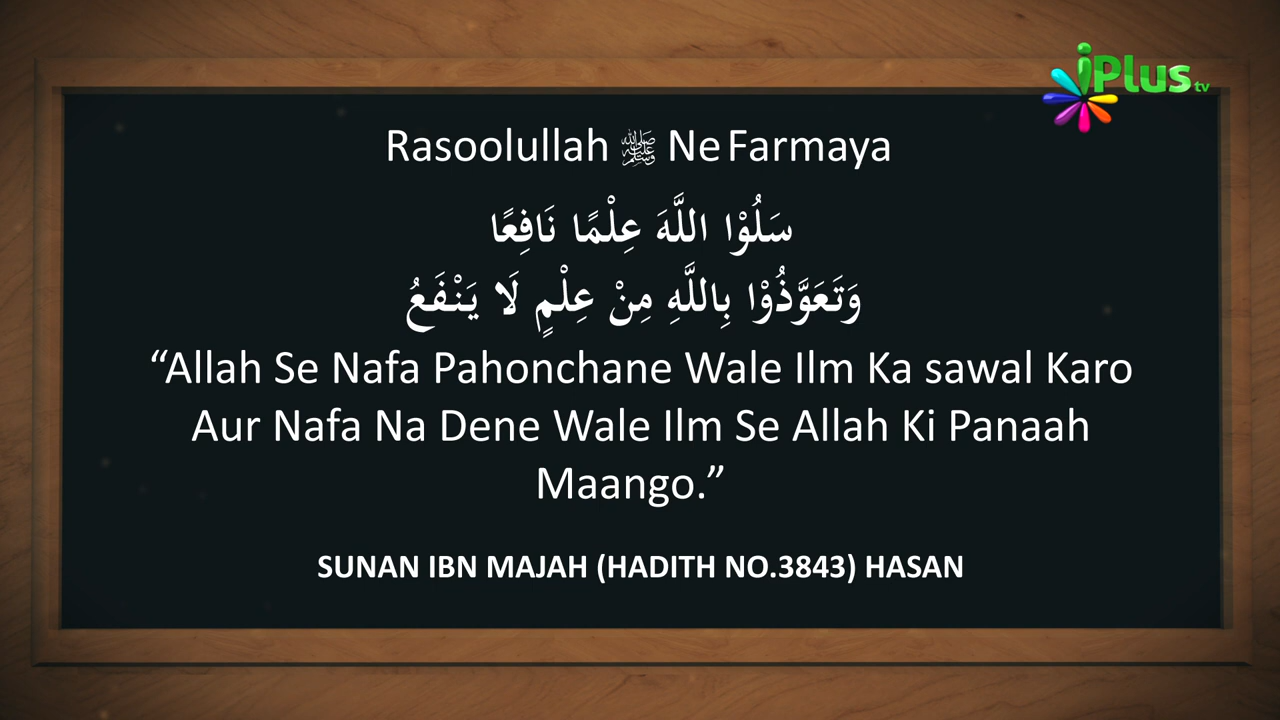 iPlus tv
Rasoolullah ﷺ Ne Farmaya
سَلُوْا اللَّهَ عِلْمًا نَافِعًا
وَتَعَوَّذُوْا بِاللَّهِ مِنْ عِلْمٍ لَا يَنْفَعُ
“Allah Se Nafa Pahonchane Wale Ilm Ka sawal Karo
Aur Nafa Na Dene Wale Ilm Se Allah Ki Panaah
Maango.”
SUNAN IBN MAJAH (HADITH NO.3843) HASAN